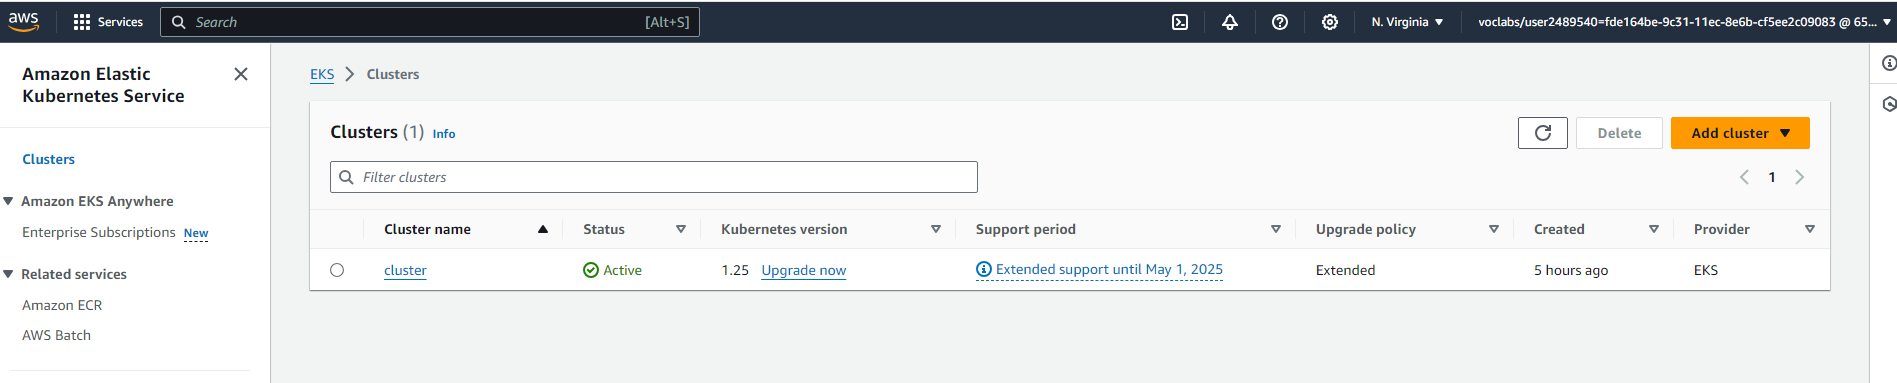 aws Services Search [Alt+S] N. Virginia voclabs/user2489540=fde164be-9c31-11ec-8e6b-cf5ee2c09083 @ 65...
Amazon Elastic
Kubernetes Service
Clusters
Amazon EKS Anywhere
Enterprise Subscriptions New
Related services
Amazon ECR
AWS Batch
EKS Clusters
Clusters (1) Info Delete Add cluster
Filter clusters 1
Cluster name Status Kubernetes version Support period Upgrade policy Created Provider
cluster Active 1.25 Upgrade now Extended support until May 1, 2025 Extended 5 hours ago EKS